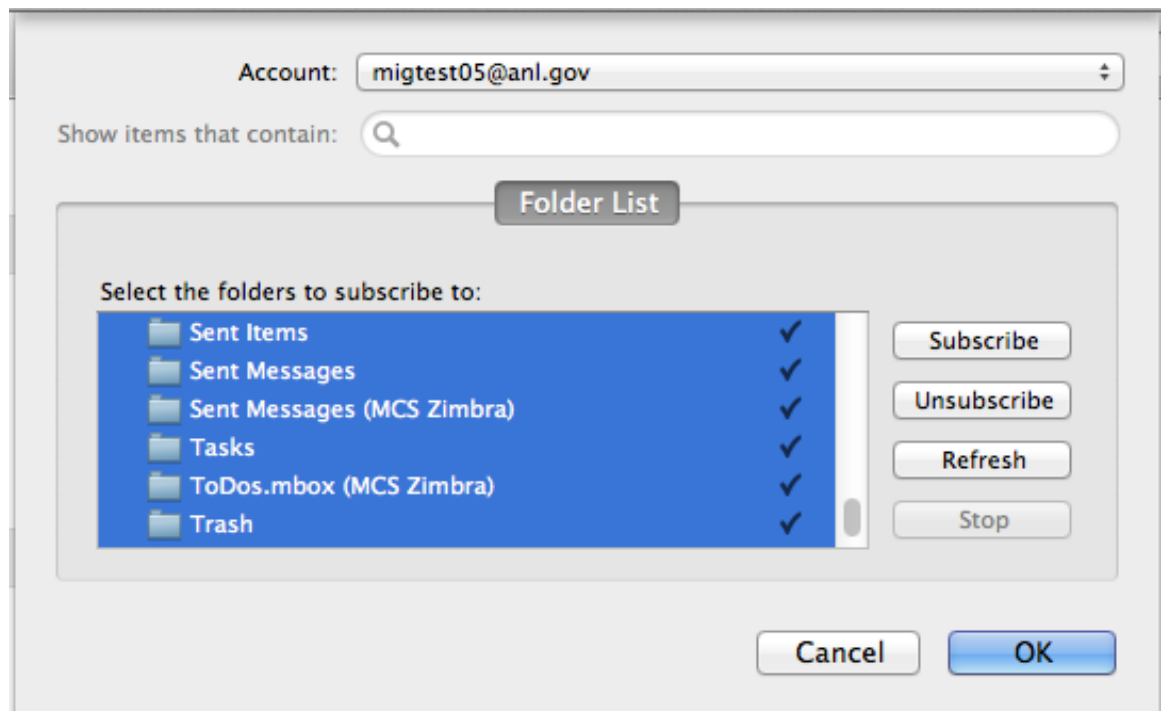 Account: migtest05@anl.gov
Show items that contain:
Folder List
Select the folders to subscribe to:
Sent Items
Sent Messages
Sent Messages (MCS Zimbra)
Tasks
ToDos.mbox (MCS Zimbra)
Trash
Subscribe
Unsubscribe
Refresh
Stop
Cancel
OK